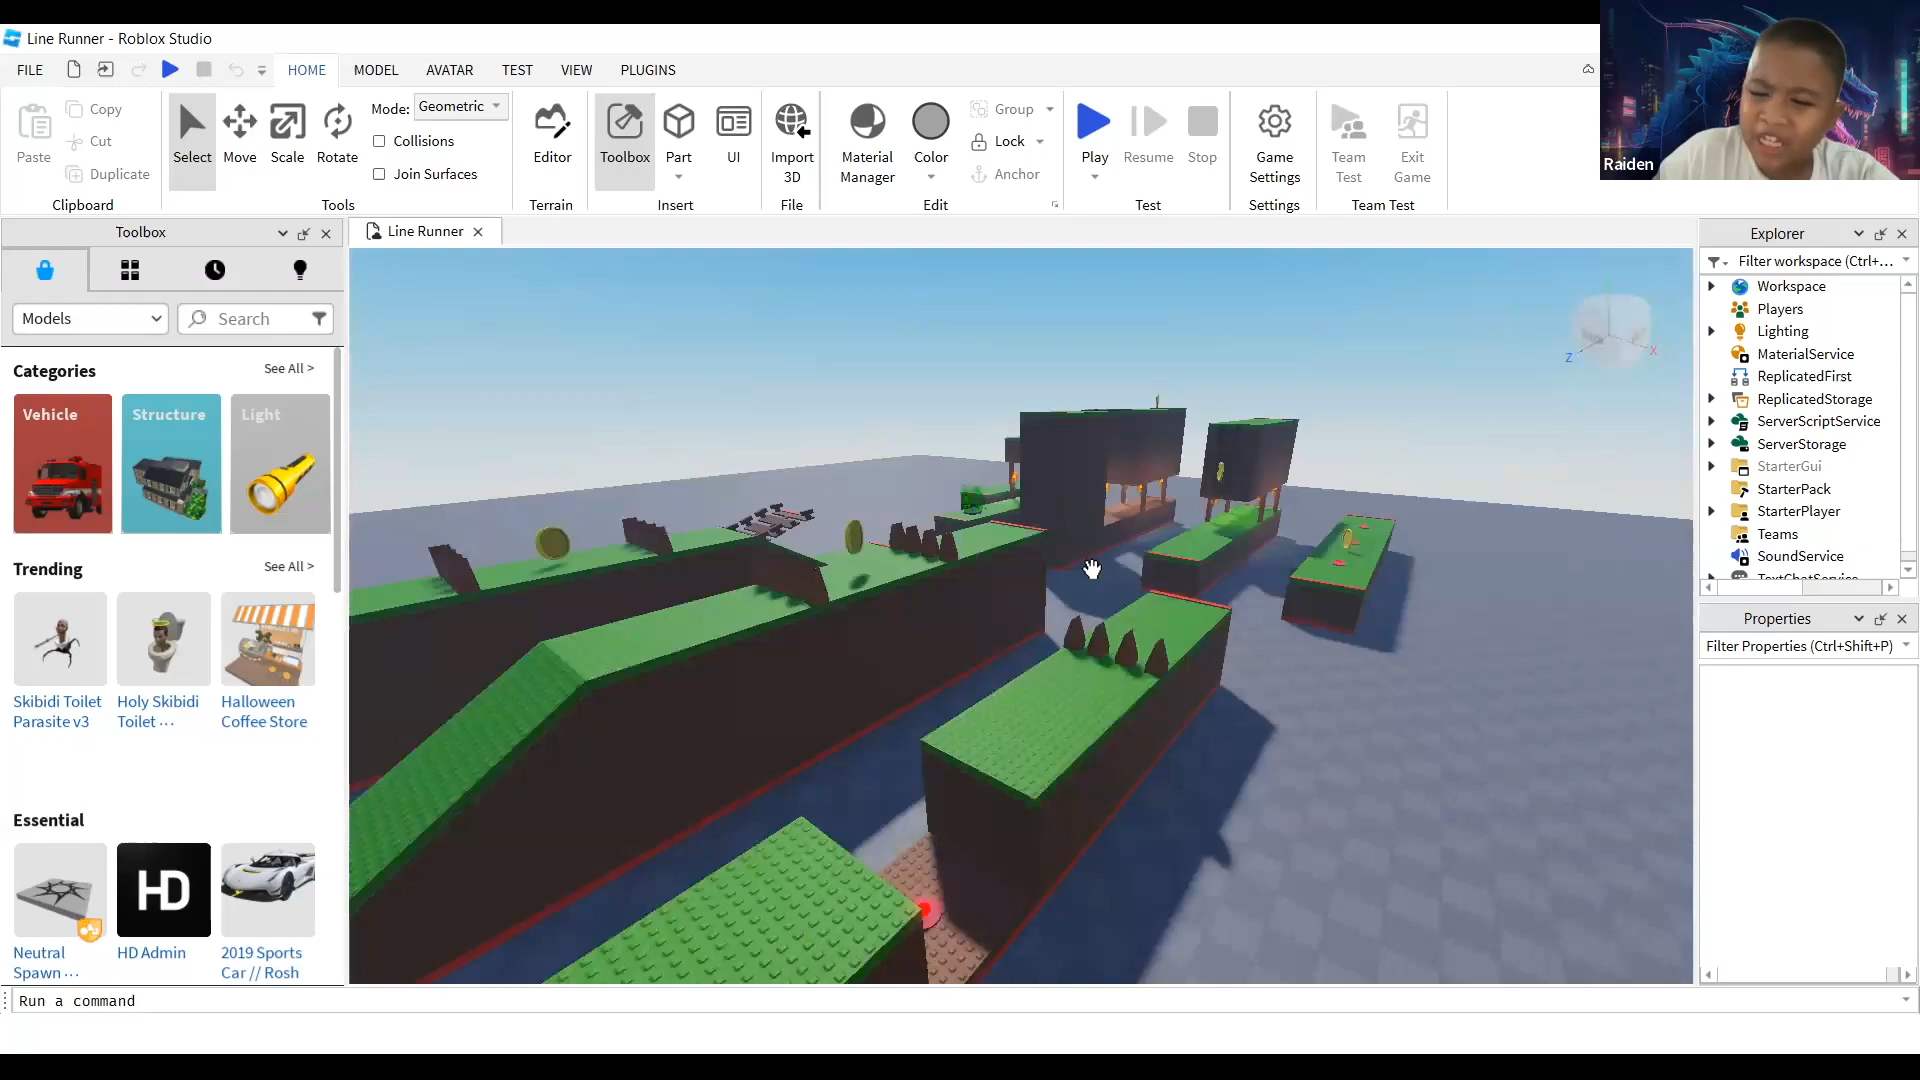 Line Runner - Roblox Studio
FILE HOME MODEL AVATAR TEST VIEW PLUGINS
Paste Copy Cut Duplicate
Clipboard
Select Move Scale Rotate
Mode: Geometric
Collisions
Join Surfaces
Tools
Editor
Terrain
Toolbox Part UI
Insert
Import
3D
File
Material
Manager
Color
Group
Lock
Anchor
Edit
Play Resume Stop
Test
Game
Settings
Settings
Team
Test
Exit
Game
Team Test
Raiden
Toolbox
Models
Search
Categories See All >
Vehicle Structure Light
Trending See All >
Skibidi Toilet
Parasite v3
Holy Skibidi
Toilet ...
Halloween
Coffee Store
Essential
HD
Neutral
Spawn ...
HD Admin
2019 Sports
Car // Rosh
Line Runner
Z X
Explorer
Filter workspace (Ctrl+...
Workspace
Players
Lighting
MaterialService
ReplicatedFirst
ReplicatedStorage
ServerScriptService
ServerStorage
StarterGui
StarterPack
StarterPlayer
Teams
SoundService
TextChatService
Properties
Filter Properties (Ctrl+Shift+P)
Run a command